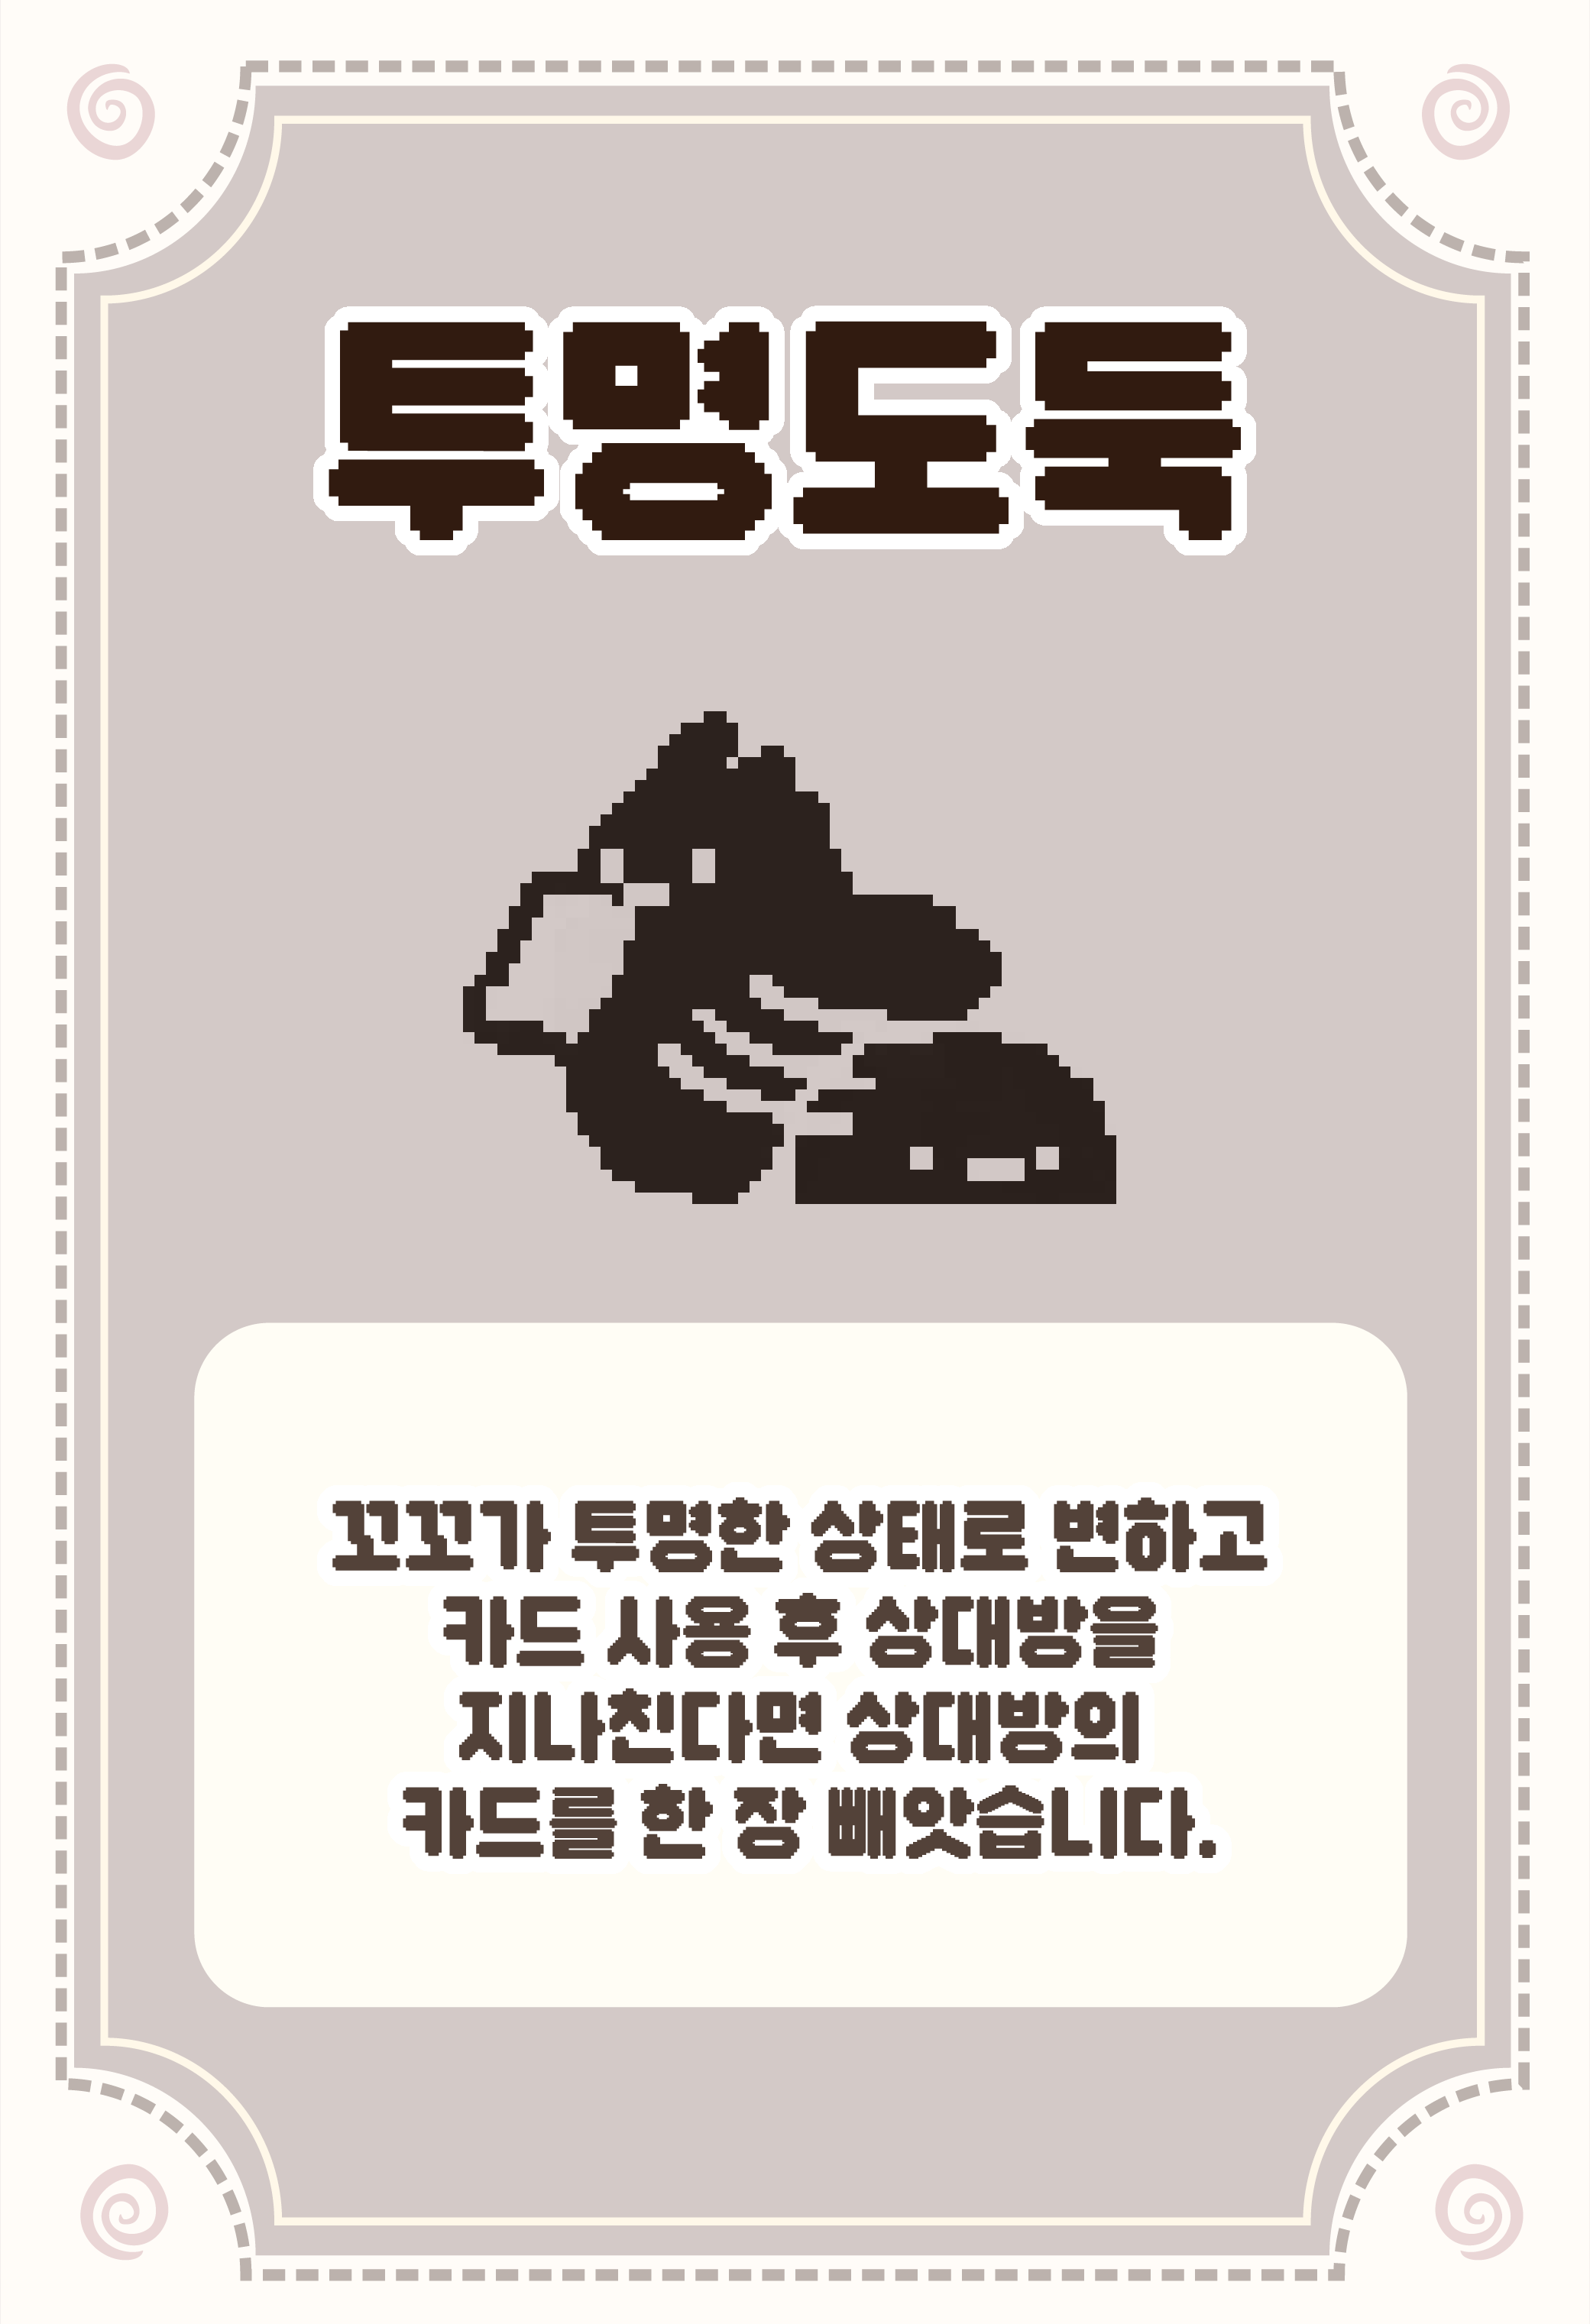 투명도둑
꼬꼬가 투명한 상태로 변하고
카드 사용 후 상대방을
지나친다면 상대방의
카드를 한 장 빼앗습니다.